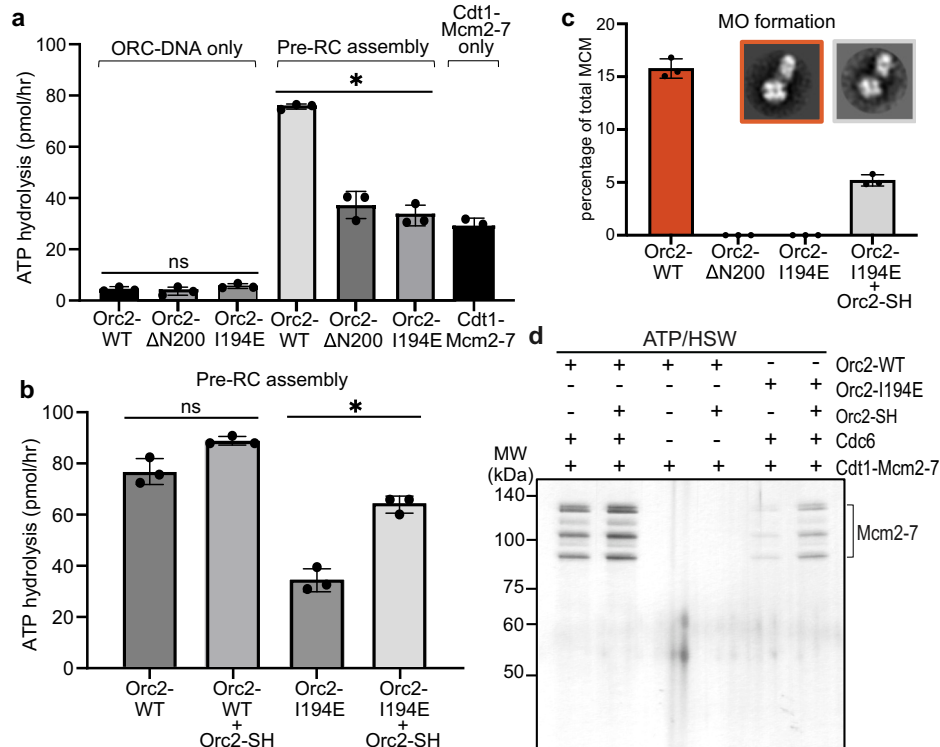 a
ORC-DNA only
Pre-RC assembly
Cdt1-
Mcm2-7
only
ATP hydrolysis (pmol/hr)
100
80
60
40
20
0
ns
*
Orc2-
WT
Orc2-
ΔN200
Orc2-
I194E
Orc2-
WT
Orc2-
ΔN200
Orc2-
I194E
Cdt1-
Mcm2-7
b
Pre-RC assembly
ATP hydrolysis (pmol/hr)
100
80
60
40
20
0
ns
*
Orc2-
WT
Orc2-
WT
+
Orc2-SH
Orc2-
I194E
Orc2-
I194E
+
Orc2-SH
c
MO formation
percentage of total MCM
20
15
10
5
0
Orc2-
WT
Orc2-
ΔN200
Orc2-
I194E
Orc2-
I194E
+
Orc2-SH
d
ATP/HSW
+ + + + - - Orc2-WT
- - - - + + Orc2-I194E
- + - + - + Orc2-SH
+ + - - + + Cdc6
+ + + + + + Cdt1-Mcm2-7
MW
(kDa)
140
100
75
60
50
Mcm2-7